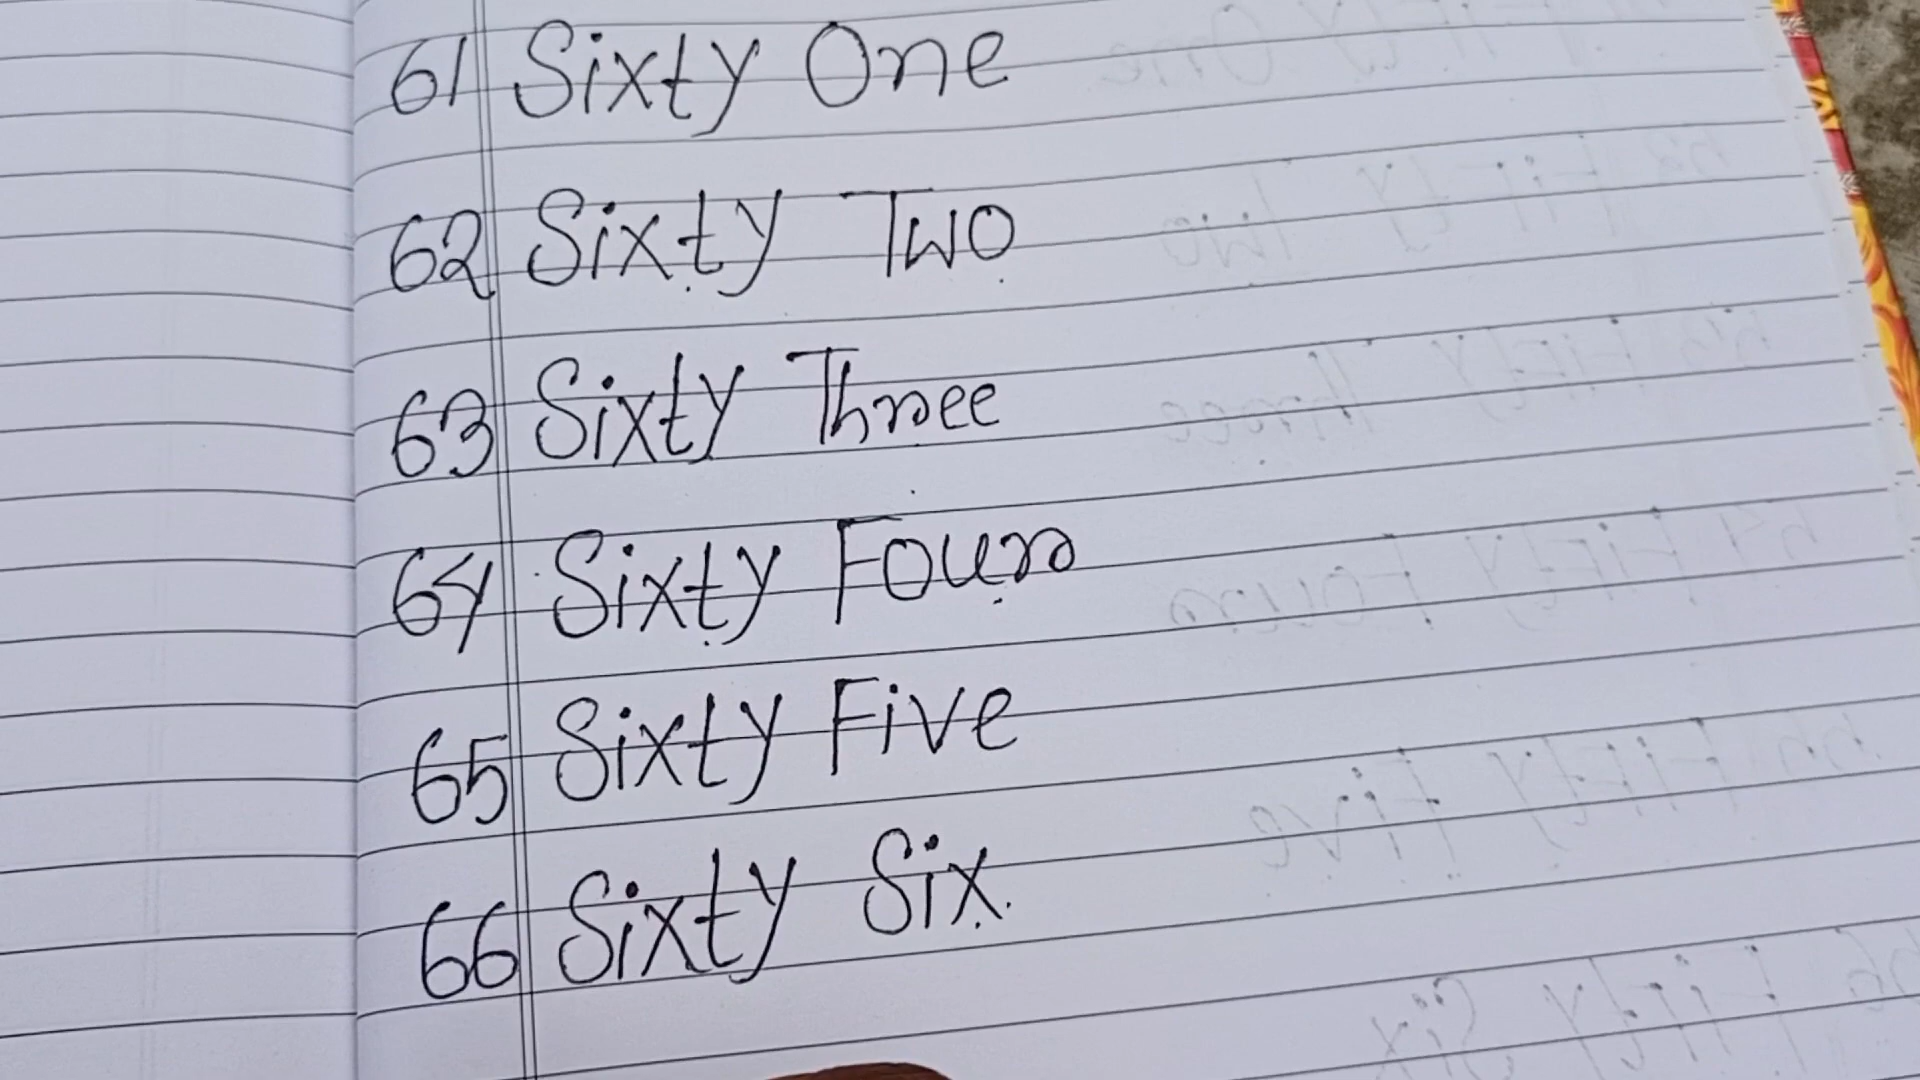 61 Sixty One
62 Sixty Two
63 Sixty Three
64 Sixty Four
65 Sixty Five
66 Sixty Six